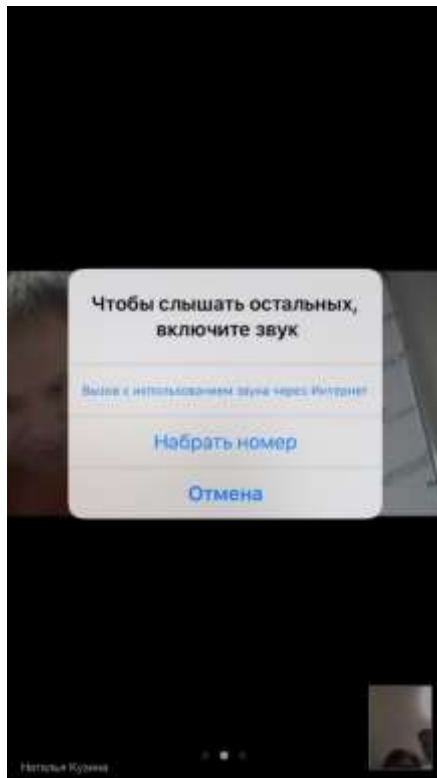 Чтобы слышать остальных,
включите звук
Вызов с использованием звука через Интернет
Набрать номер
Отмена
Наталья Кузина